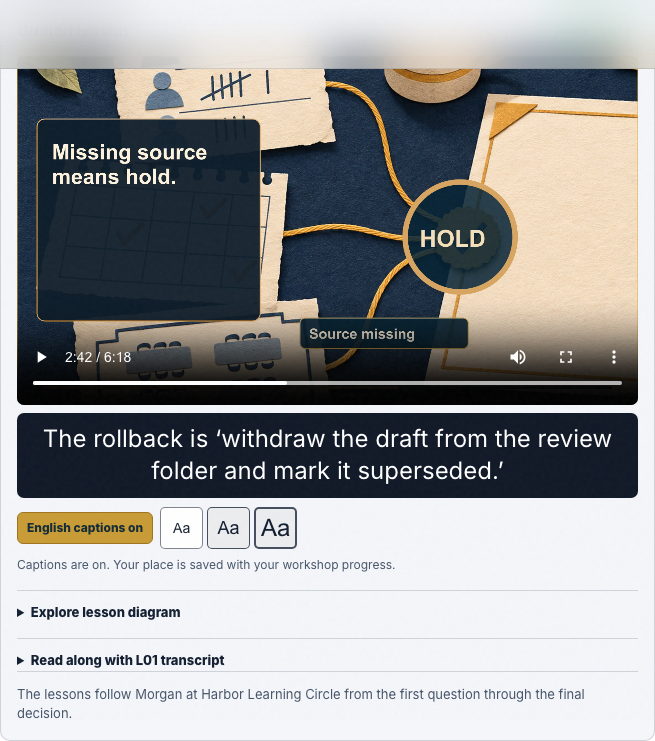 Missing source
means hold.
HOLD
Source missing
2:42 / 6:18
The rollback is ‘withdraw the draft from the review
folder and mark it superseded.’
English captions on
Aa
Aa
Aa
Captions are on. Your place is saved with your workshop progress.
Explore lesson diagram
Read along with L01 transcript
The lessons follow Morgan at Harbor Learning Circle from the first question through the final
decision.